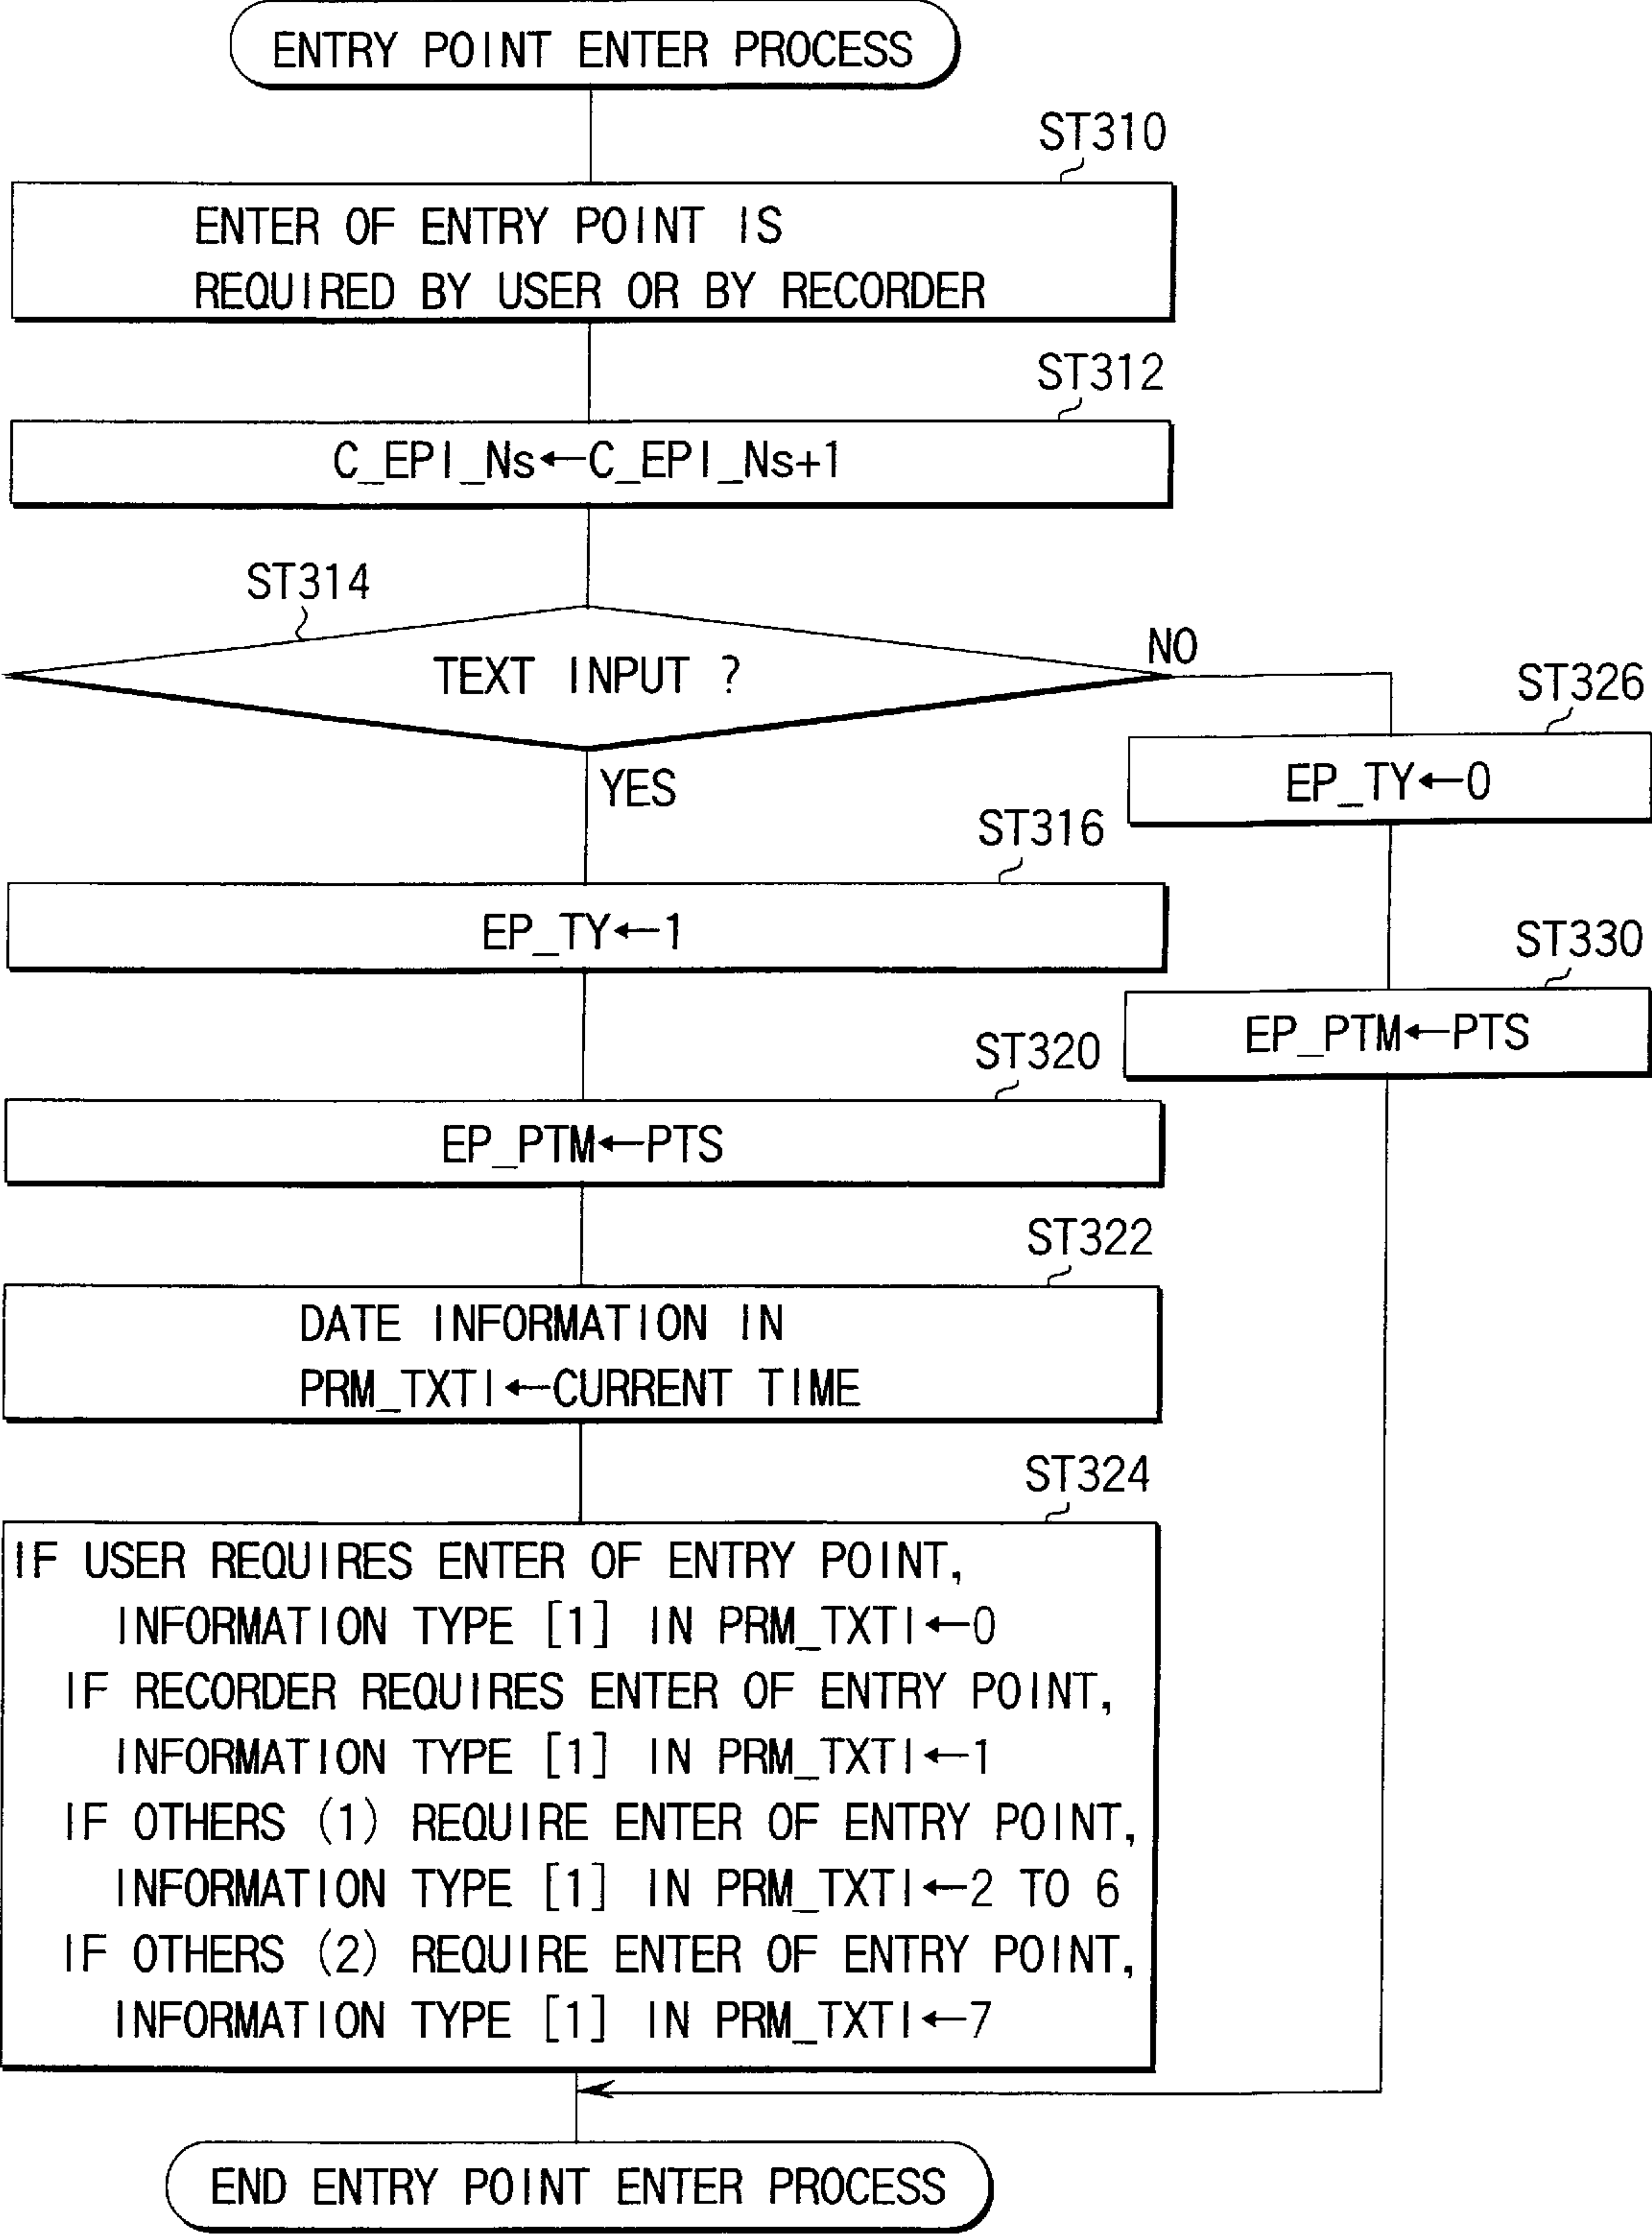 ENTRY POINT ENTER PROCESS
ST310
ENTER OF ENTRY POINT IS
REQUIRED BY USER OR BY RECORDER
ST312
C_EPI_Ns←C_EPI_Ns+1
ST314
TEXT INPUT ?
NO
YES
ST326
EP_TY←0
ST316
EP_TY←1
ST330
EP_PTM←PTS
ST320
EP_PTM←PTS
ST322
DATE INFORMATION IN
PRM_TXTI←CURRENT TIME
ST324
IF USER REQUIRES ENTER OF ENTRY POINT,
INFORMATION TYPE [1] IN PRM_TXTI←0
IF RECORDER REQUIRES ENTER OF ENTRY POINT,
INFORMATION TYPE [1] IN PRM_TXTI←1
IF OTHERS (1) REQUIRE ENTER OF ENTRY POINT,
INFORMATION TYPE [1] IN PRM_TXTI←2 TO 6
IF OTHERS (2) REQUIRE ENTER OF ENTRY POINT,
INFORMATION TYPE [1] IN PRM_TXTI←7
END ENTRY POINT ENTER PROCESS